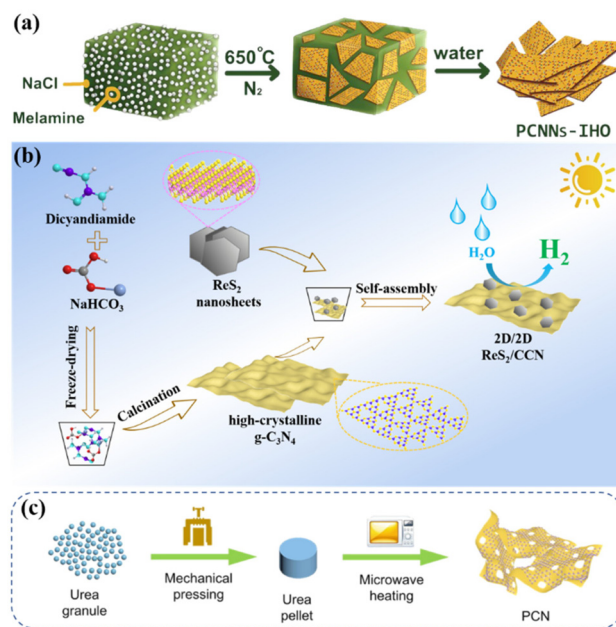 (a)
650°C
N₂
water
NaCl
Melamine
PCNNs-IHO
(b)
Dicyandiamide
NaHCO₃
ReS₂
nanosheets
H₂O
H₂
Self-assembly
2D/2D
ReS₂/CCN
Freeze-drying
Calcination
high-crystalline
g-C₃N₄
(c)
Urea
granule
Mechanical
pressing
Urea
pellet
Microwave
heating
PCN